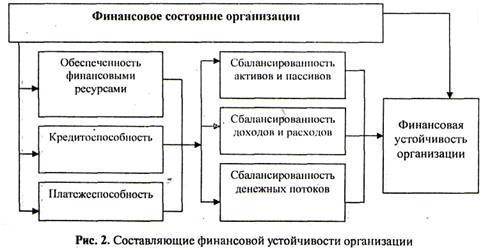 Финансовое состояние организации
Обеспеченность
финансовыми
ресурсами
Кредитоспособность
Платежеспособность
Сбалансированность
активов и пассивов
Сбалансированность
доходов и расходов
Сбалансированность
денежных потоков
Финансовая
устойчивость
организации
Рис. 2. Составляющие финансовой устойчивости организации